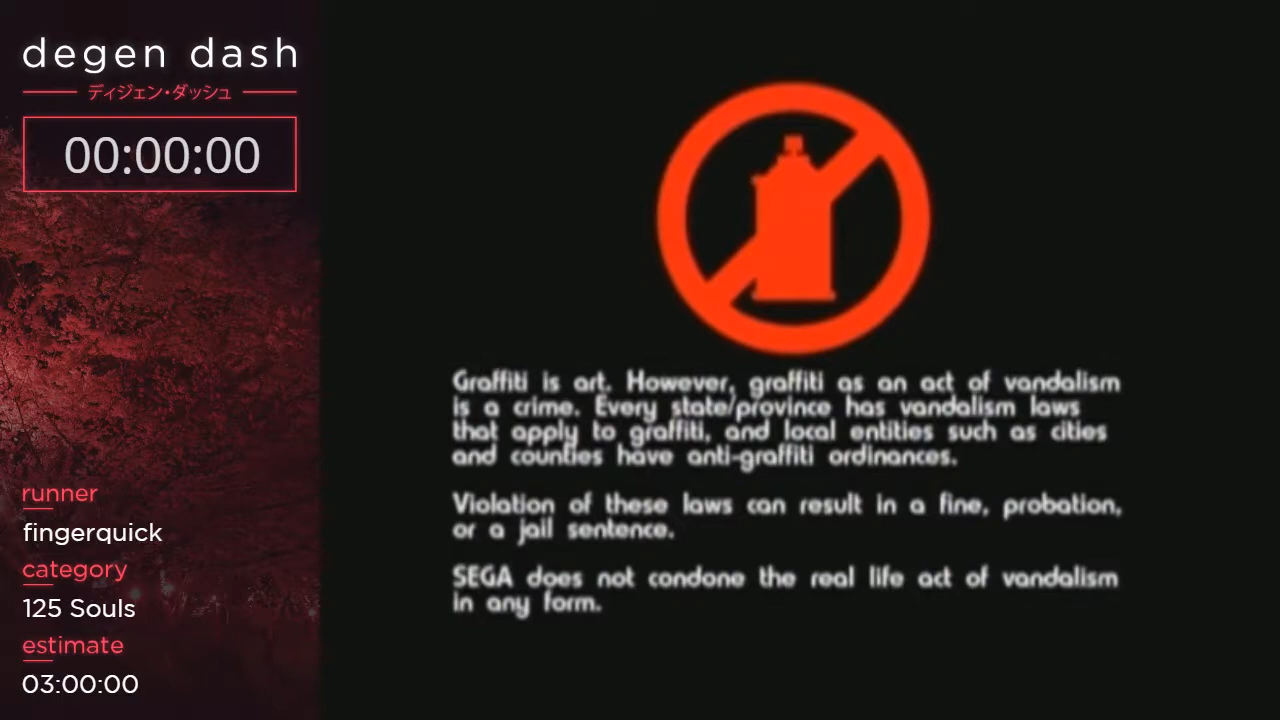 degen dash
ディジェン・ダッシュ
00:00:00
runner
fingerquick
category
125 Souls
estimate
03:00:00
Graffiti is art. However, graffiti as an act of vandalism
is a crime. Every state/province has vandalism laws
that apply to graffiti, and local entities such as cities
and counties have anti-graffiti ordinances.
Violation of these laws can result in a fine, probation,
or a jail sentence.
SEGA does not condone the real life act of vandalism
in any form.